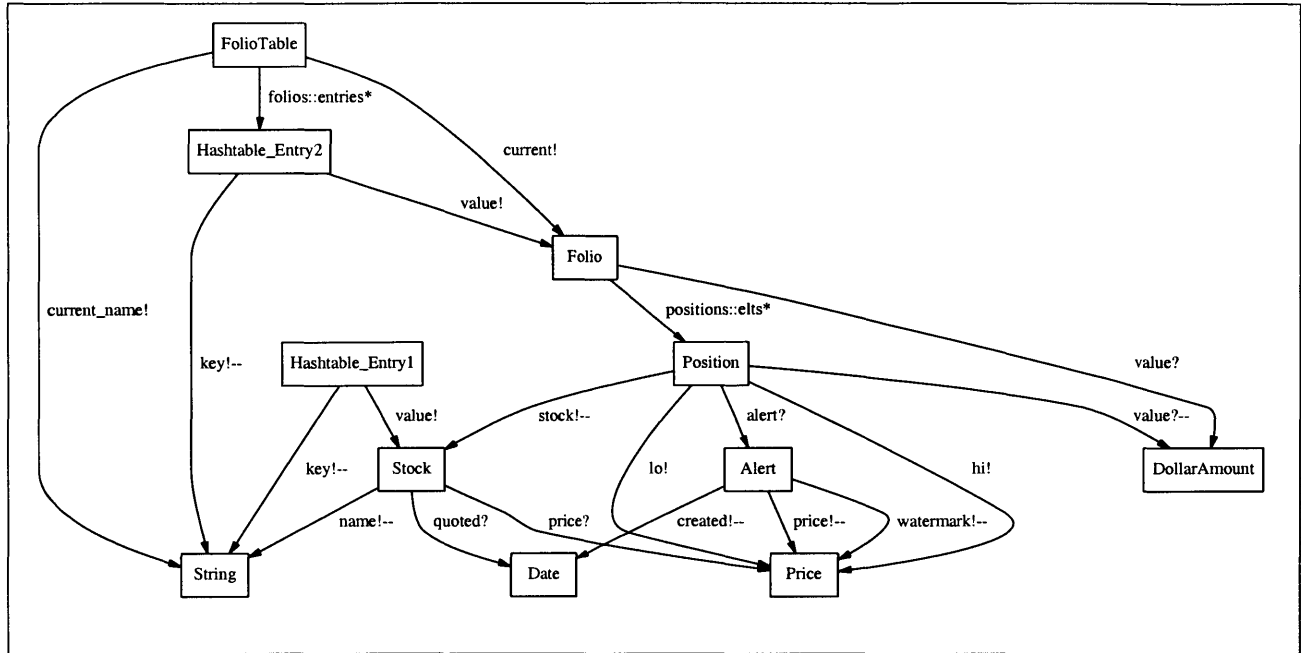 FolioTable
folios::entries*
Hashtable_Entry2
current!
value!
Folio
current_name!
positions::elts*
key!--
Hashtable_Entry1
Position
value?
value!
stock!--
alert?
value?--
key!--
Stock
lo!
Alert
hi!
DollarAmount
name!--
quoted?
price?
created!--
price!--
watermark!--
String
Date
Price